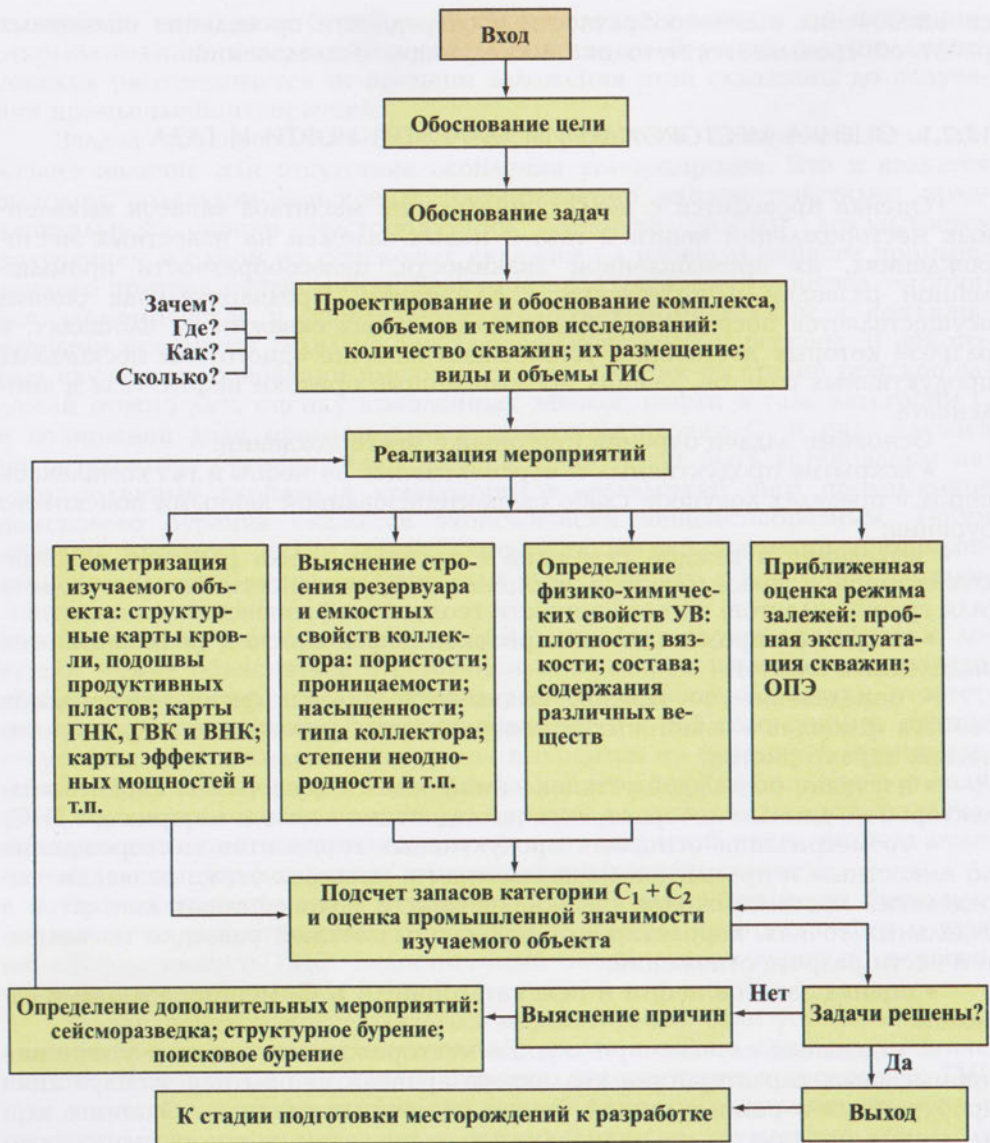 Вход
Обоснование цели
Обоснование задач
Зачем?
Где?
Как?
Сколько?
Проектирование и обоснование комплекса,
объемов и темпов исследований:
количество скважин; их размещение;
виды и объемы ГИС
Реализация мероприятий
Геометризация
изучаемого объ-
екта: структур-
ные карты кров-
ли, подошвы
продуктивных
пластов; карты
ГНК, ГВК и ВНК;
карты эффектив-
ных мощностей и
т.п.
Выяснение стро-
ения резервуара
и емкостных
свойств коллек-
тора: пористости;
проницаемости;
насыщенности;
типа коллектора;
степени неодно-
родности и т.п.
Определение
физико-химичес-
ких свойств УВ:
плотности; вяз-
кости; состава;
содержания
различных ве-
ществ
Приближенная
оценка режима
залежей: проб-
ная эксплуата-
ция скважин;
ОПЭ
Подсчет запасов категории C₁ + C₂
и оценка промышленной значимости
изучаемого объекта
Определение дополнительных мероприятий:
сейсморазведка; структурное бурение;
поисковое бурение
Выяснение причин
Нет
Задачи решены?
Да
К стадии подготовки месторождений к разработке
Выход